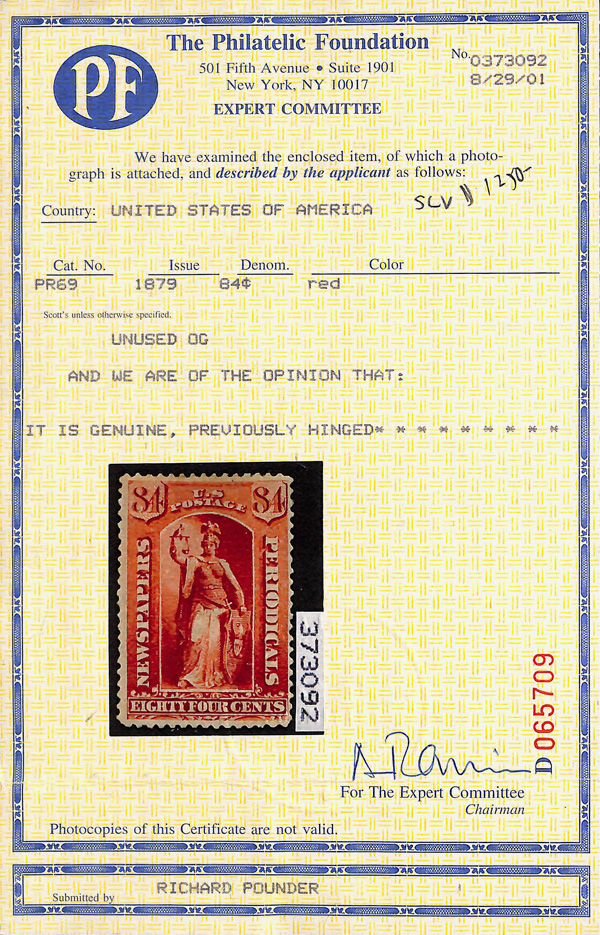 PF
The Philatelic Foundation
501 Fifth Avenue • Suite 1901
New York, NY 10017
EXPERT COMMITTEE
No. 0373092
8/29/01
We have examined the enclosed item, of which a photo-
graph is attached, and described by the applicant as follows:
SCV $ 1250-
Country: UNITED STATES OF AMERICA
Cat. No. Issue Denom. Color
PR69 1879 84¢ red
Scott's unless otherwise specified.
UNUSED OG
AND WE ARE OF THE OPINION THAT:
IT IS GENUINE, PREVIOUSLY HINGED* * * * * * * * *
84 U.S. 84
POSTAGE
NEWSPAPERS
PERIODICALS
EIGHTY FOUR CENTS
373092
D 065709
For The Expert Committee
Chairman
Photocopies of this Certificate are not valid.
RICHARD POUNDER
Submitted by